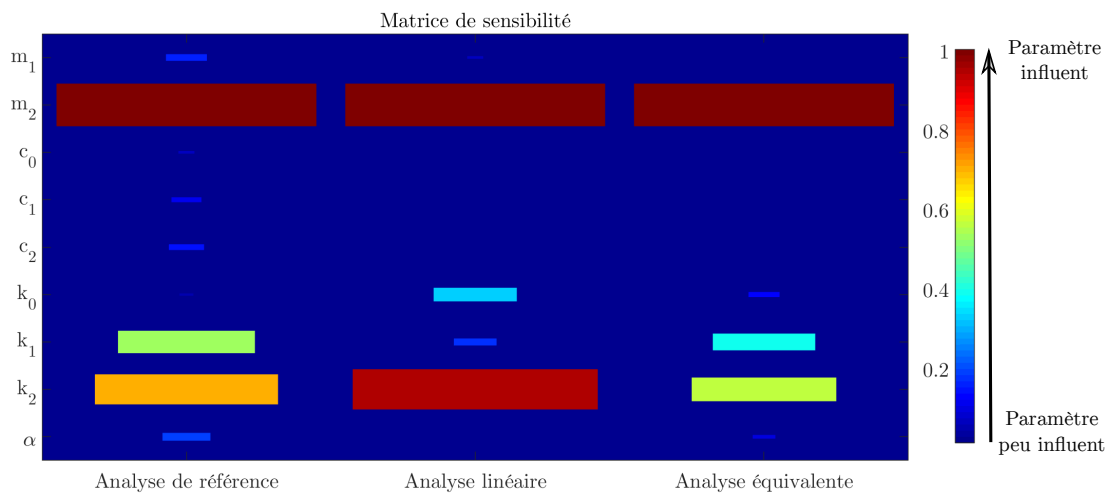 Matrice de sensibilité
m1
m2
c0
c1
c2
k0
k1
k2
α
Analyse de référence
Analyse linéaire
Analyse équivalente
1
0.8
0.6
0.4
0.2
Paramètre
influent
Paramètre
peu influent